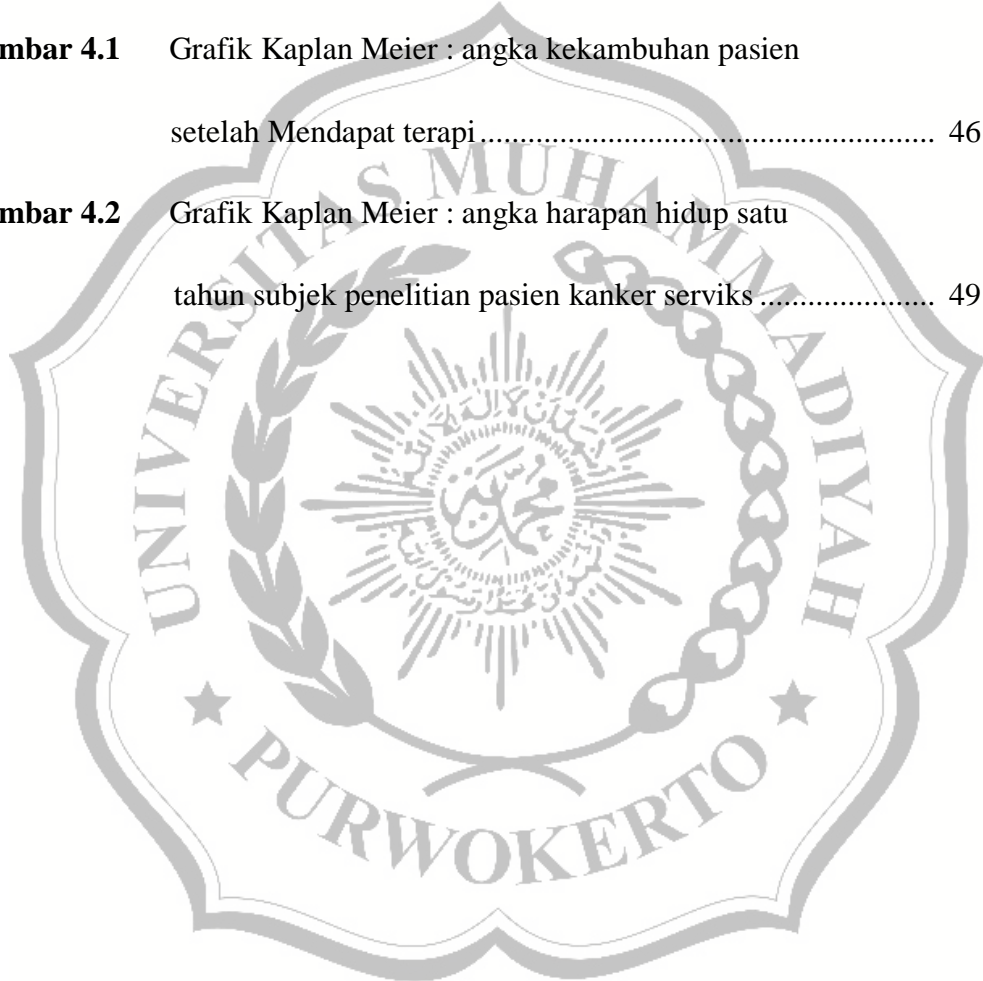 mbar 4.1 Grafik Kaplan Meier : angka kekambuhan pasien
setelah Mendapat terapi................................................. 46
mbar 4.2 Grafik Kaplan Meier : angka harapan hidup satu
tahun subjek penelitian pasien kanker serviks ..................... 49
UNIVERSITAS MUHAMMADIYAH
PURWOKERTO